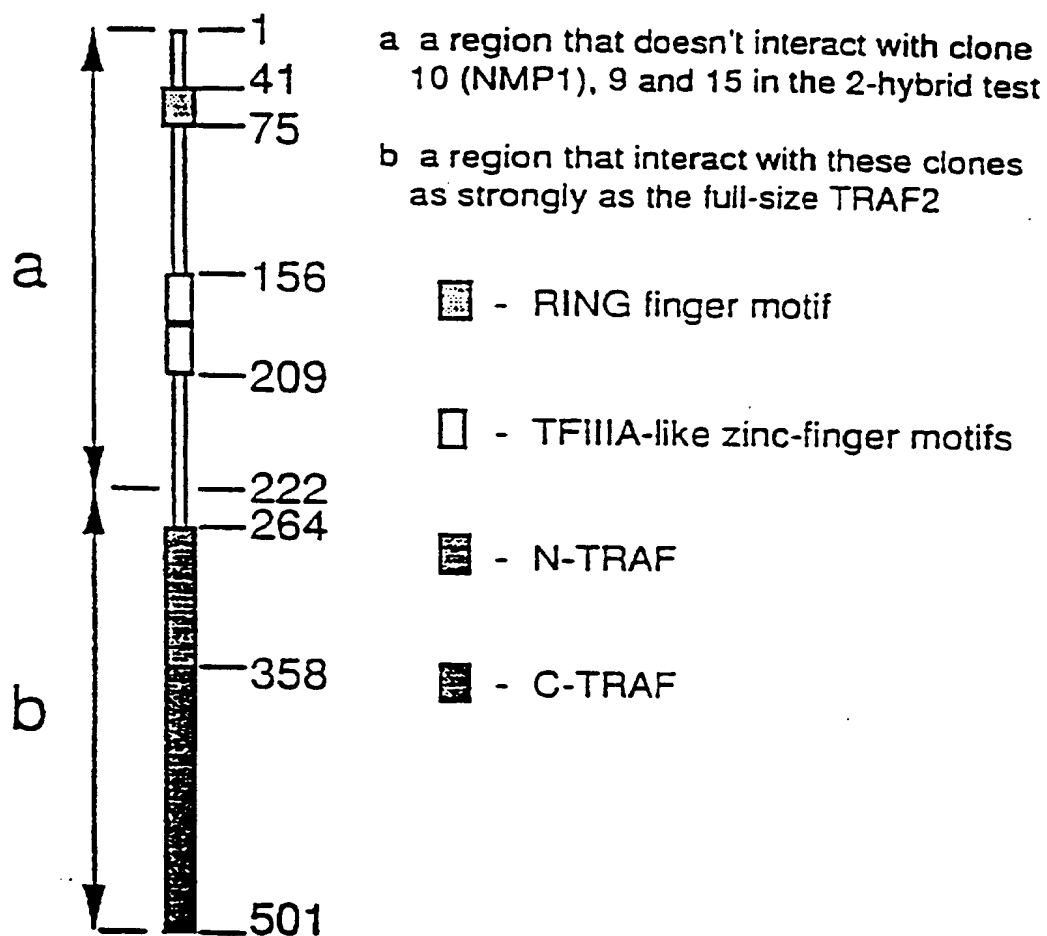 1
41
75
156
209
222
264
358
501
a
b
a a region that doesn't interact with clone
10 (NMP1), 9 and 15 in the 2-hybrid test
b a region that interact with these clones
as strongly as the full-size TRAF2
- RING finger motif
- TFIIIA-like zinc-finger motifs
- N-TRAF
- C-TRAF